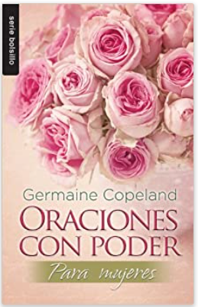 serie bolsillo
Germaine Copeland
ORACIONES
CON PODER
Para mujeres